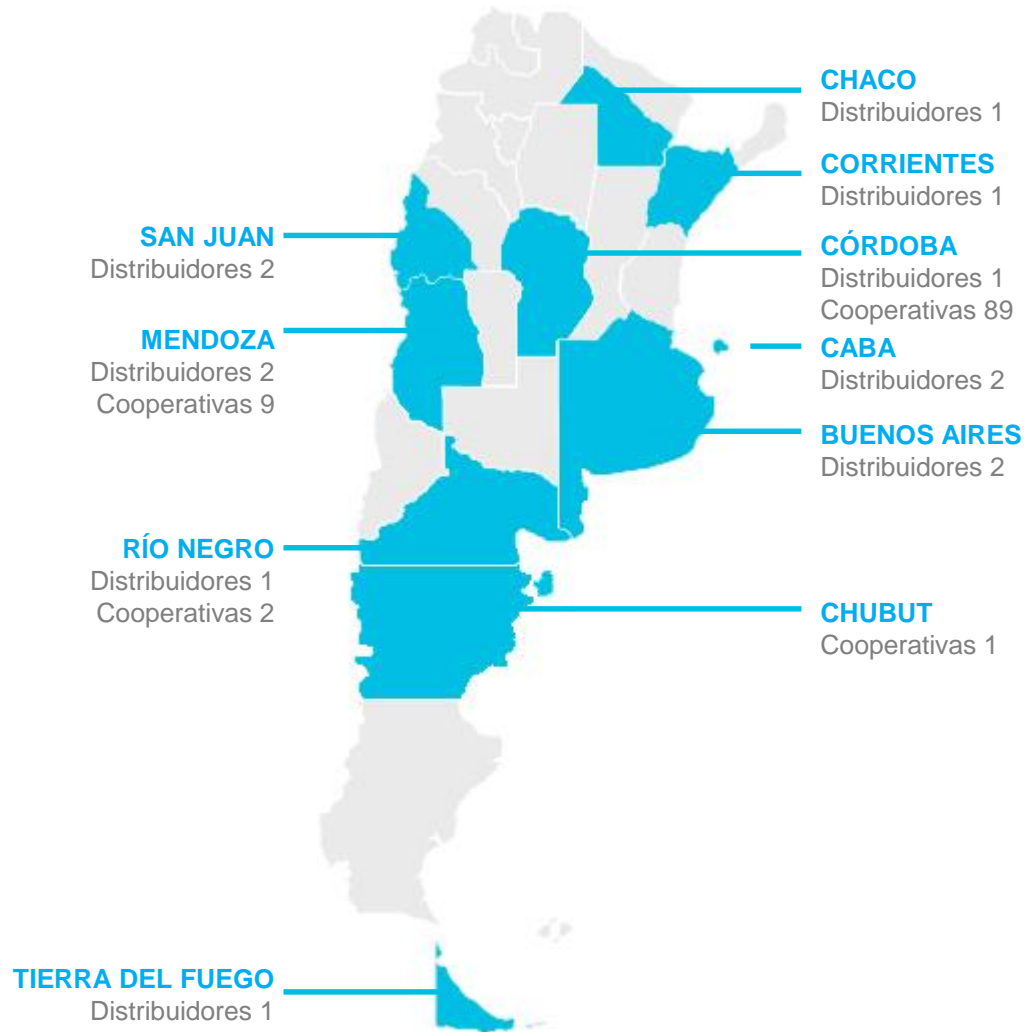 CHACO
Distribuidores 1
CORRIENTES
Distribuidores 1
SAN JUAN
Distribuidores 2
CÓRDOBA
Distribuidores 1
Cooperativas 89
MENDOZA
Distribuidores 2
Cooperativas 9
CABA
Distribuidores 2
BUENOS AIRES
Distribuidores 2
RÍO NEGRO
Distribuidores 1
Cooperativas 2
CHUBUT
Cooperativas 1
TIERRA DEL FUEGO
Distribuidores 1